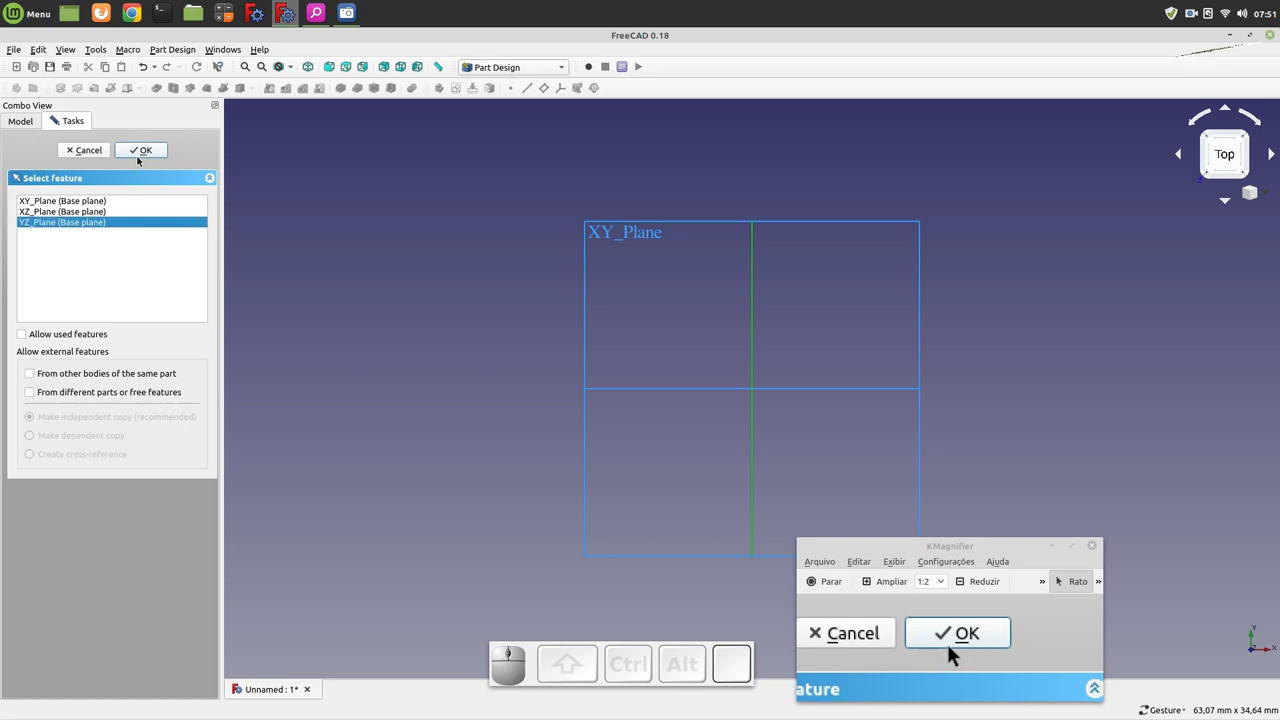 Menu
07:51
FreeCAD 0.18
File Edit View Tools Macro Part Design Windows Help
Part Design
Combo View
Model Tasks
Cancel OK
Select feature
XY_Plane (Base plane)
XZ_Plane (Base plane)
YZ_Plane (Base plane)
Allow used features
Allow external features
From other bodies of the same part
From different parts or free features
Make independent copy (recommended)
Make dependent copy
Create cross-reference
XY_Plane
Top
KMagnifier
Arquivo Editar Exibir Configurações Ajuda
Parar Ampliar 1:2 Reduzir » Rato »
Cancel OK
ature
Ctrl Alt
Y
Z X
Unnamed : 1*
Gesture 63,07 mm x 34,64 mm